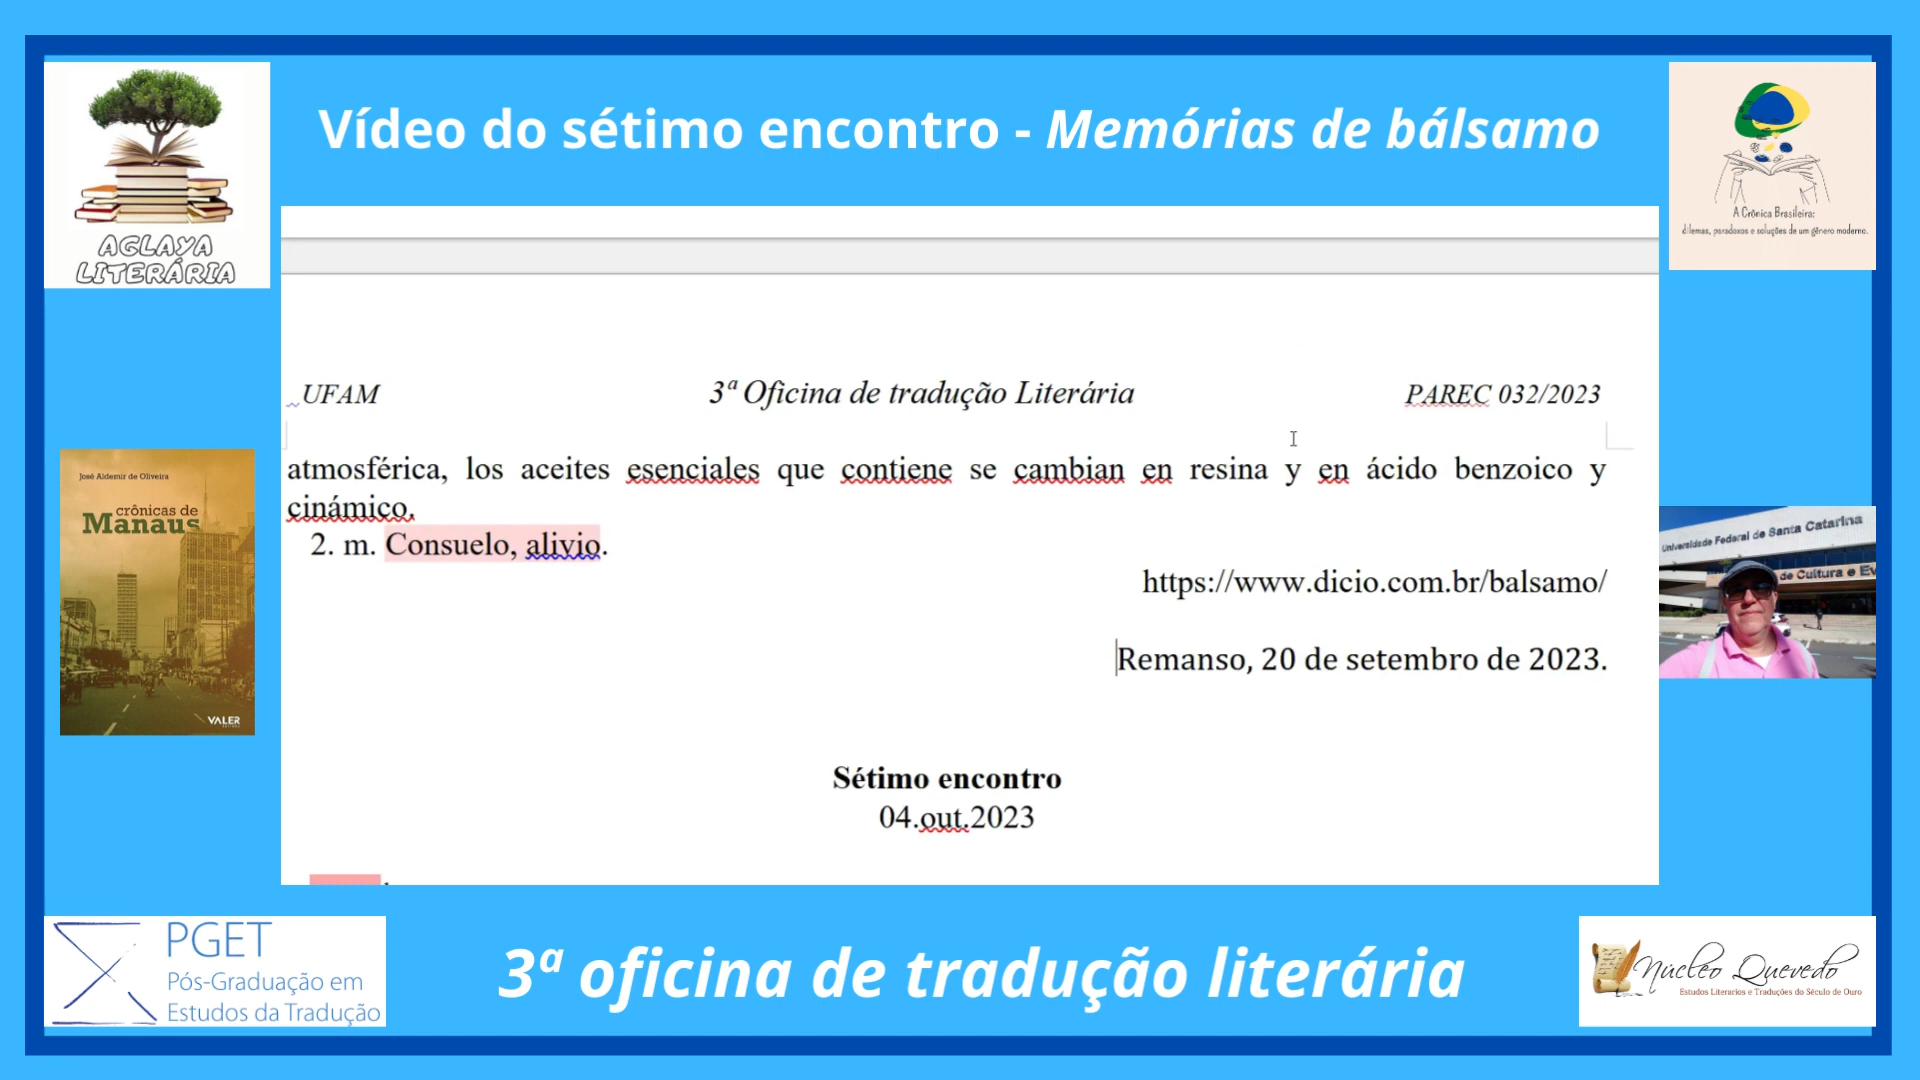 Vídeo do sétimo encontro - Memórias de bálsamo
AGLAYA
LITERÁRIA
A Crônica Brasileira:
dilemas, paradoxos e soluções de um gênero moderno.
UFAM 3ª Oficina de tradução Literária PAREC 032/2023
atmosférica, los aceites esenciales que contiene se cambian en resina y en ácido benzoico y
cinámico.
2. m. Consuelo, alivio.
https://www.dicio.com.br/balsamo/
Remanso, 20 de setembro de 2023.
Sétimo encontro
04.out.2023
José Aldemir de Oliveira
crônicas de
Manaus
VALER
Universidade Federal de Santa Catarina
de Cultura e Ev
PGET
Pós-Graduação em
Estudos da Tradução
3ª oficina de tradução literária
Núcleo Quevedo
Estudos Literarios e Traduções do Século de Ouro